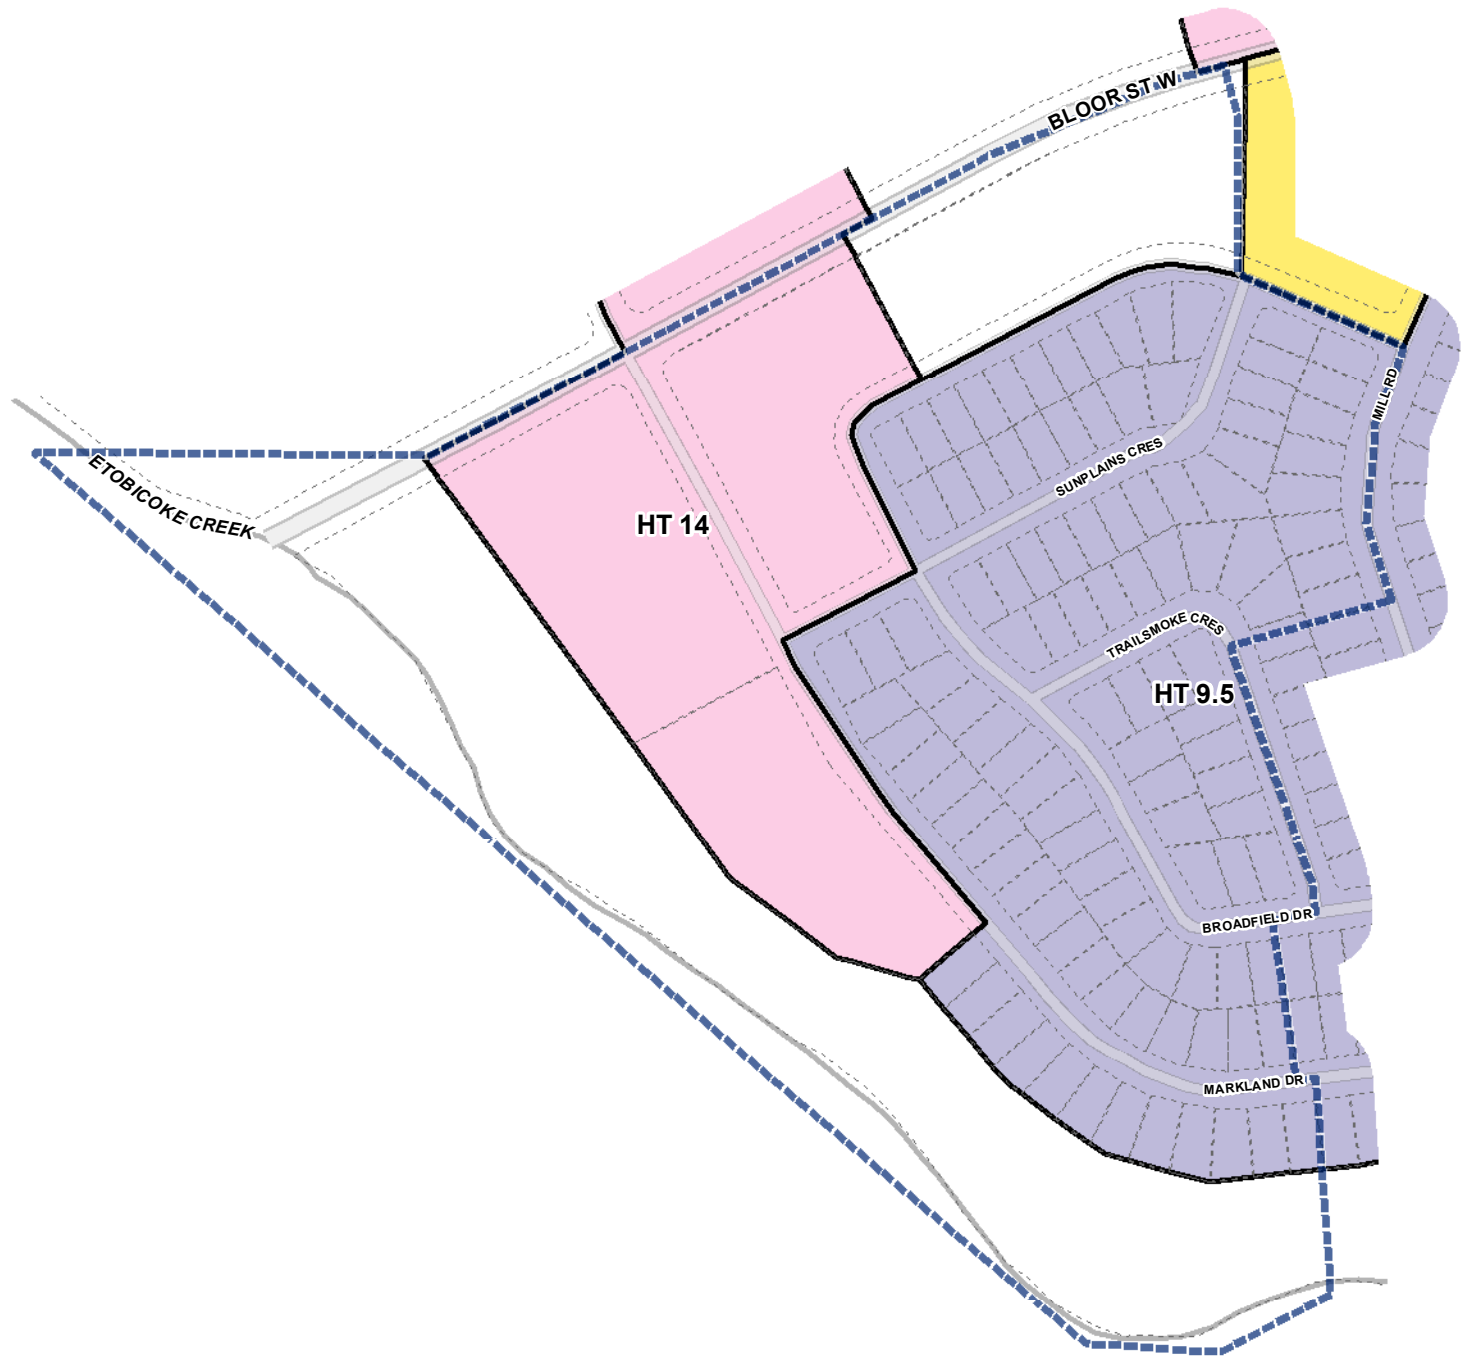 BLOOR ST W
MILL RD
SUNPLAINS CRES
ETOBICOKE CREEK
HT 14
TRAILSMOKE CRES
HT 9.5
BROADFIELD DR
MARKLAND DR